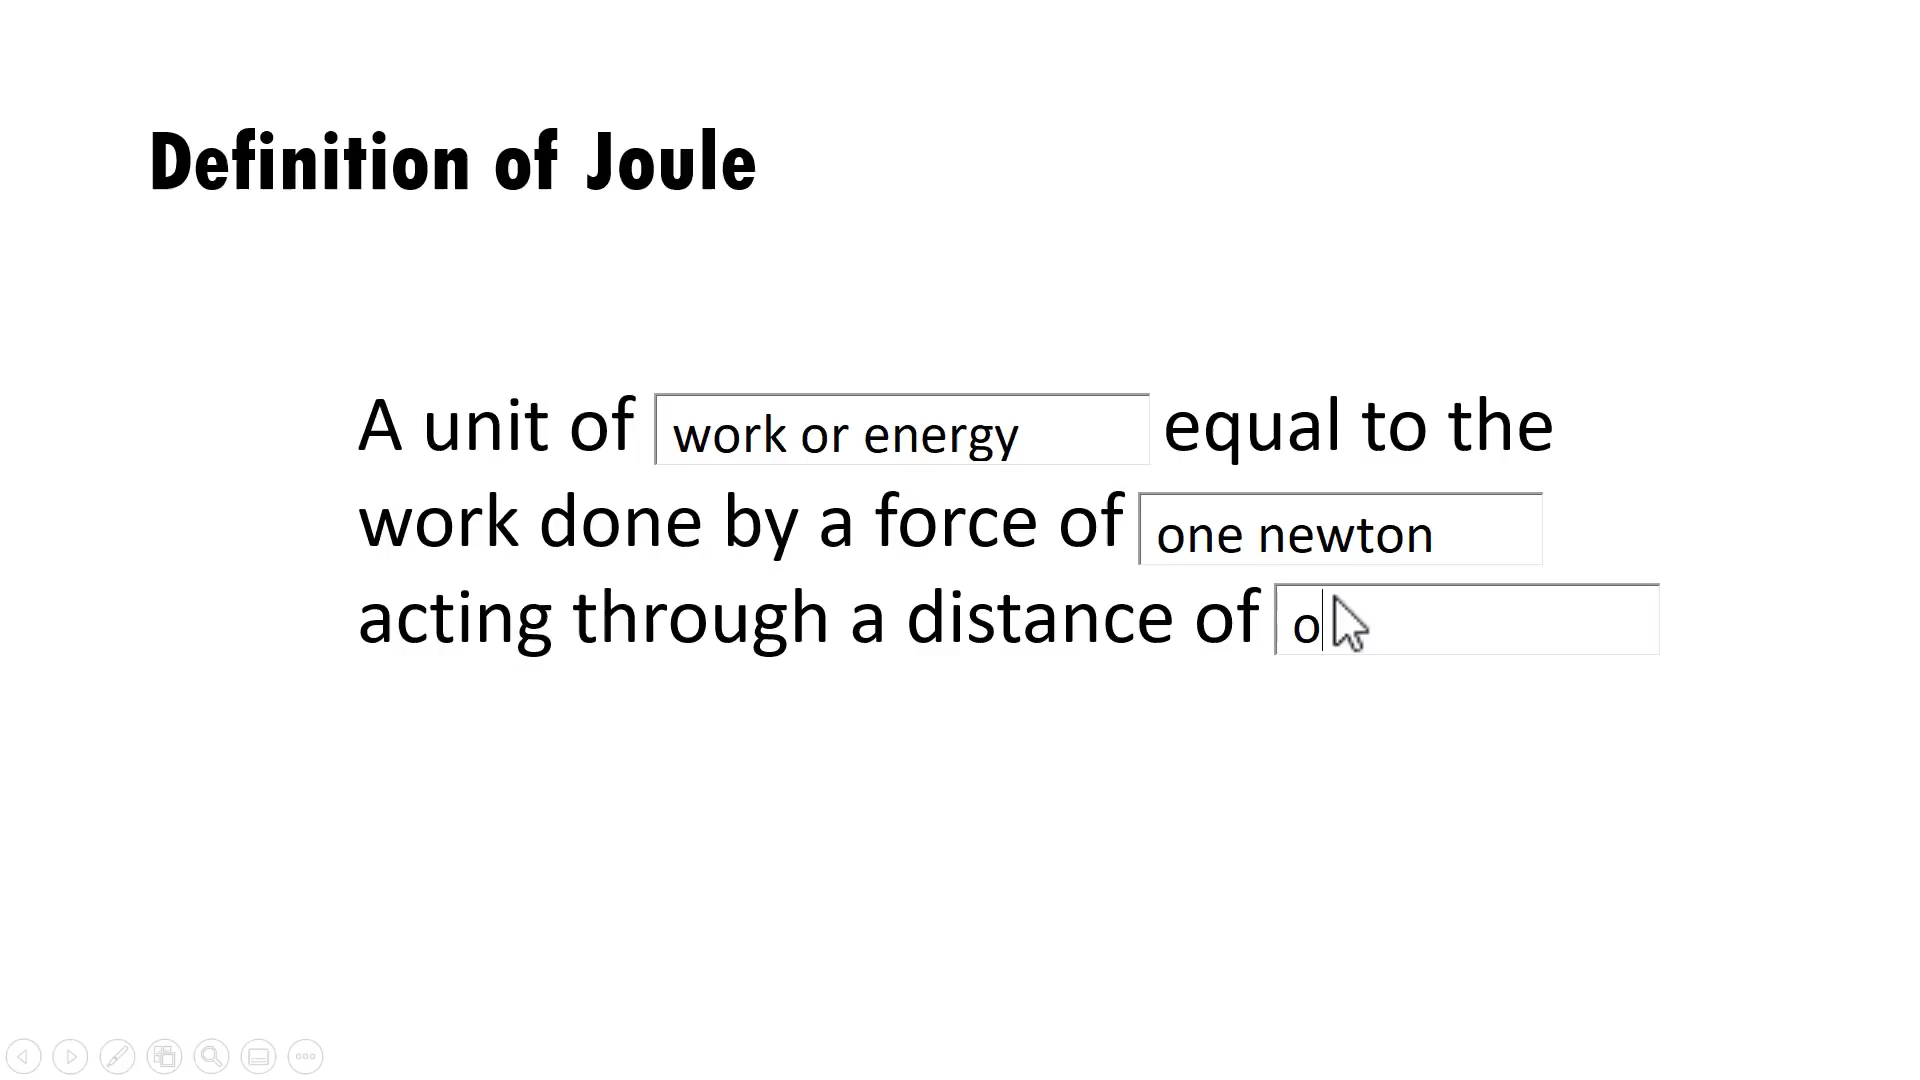 Definition of Joule
A unit of work or energy equal to the
work done by a force of one newton
acting through a distance of o